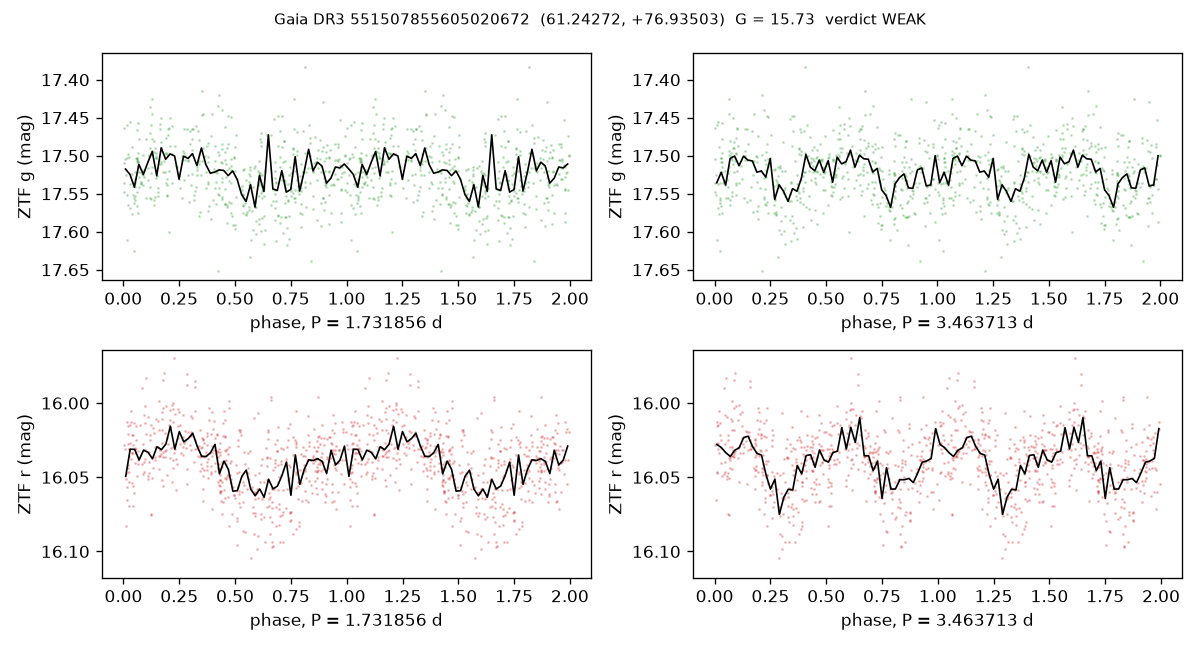 Gaia DR3 551507855605020672  (61.24272, +76.93503)  G = 15.73  verdict WEAK
ZTF g (mag)
17.40
17.45
17.50
17.55
17.60
17.65
0.00 0.25 0.50 0.75 1.00 1.25 1.50 1.75 2.00
phase, P = 1.731856 d
ZTF g (mag)
17.40
17.45
17.50
17.55
17.60
17.65
0.00 0.25 0.50 0.75 1.00 1.25 1.50 1.75 2.00
phase, P = 3.463713 d
ZTF r (mag)
16.00
16.05
16.10
0.00 0.25 0.50 0.75 1.00 1.25 1.50 1.75 2.00
phase, P = 1.731856 d
ZTF r (mag)
16.00
16.05
16.10
0.00 0.25 0.50 0.75 1.00 1.25 1.50 1.75 2.00
phase, P = 3.463713 d